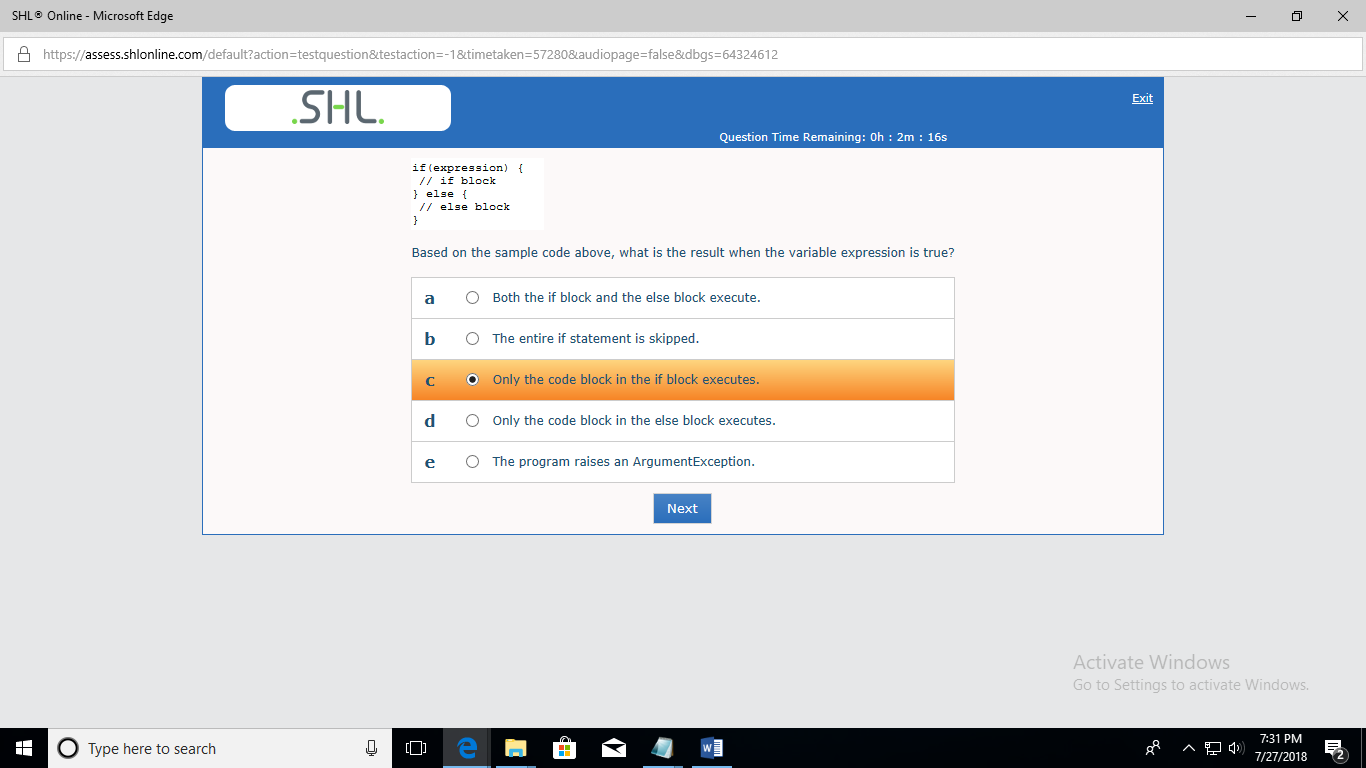 SHL® Online - Microsoft Edge
https://assess.shlonline.com/default?action=testquestion&testaction=-1&timetaken=57280&audiopage=false&dbgs=64324612
.SHL.
Exit
Question Time Remaining: 0h : 2m : 16s
if(expression) {
// if block
} else {
// else block
}
Based on the sample code above, what is the result when the variable expression is true?
a Both the if block and the else block execute.
b The entire if statement is skipped.
c Only the code block in the if block executes.
d Only the code block in the else block executes.
e The program raises an ArgumentException.
Next
Activate Windows
Go to Settings to activate Windows.
Type here to search
7:31 PM
7/27/2018
2